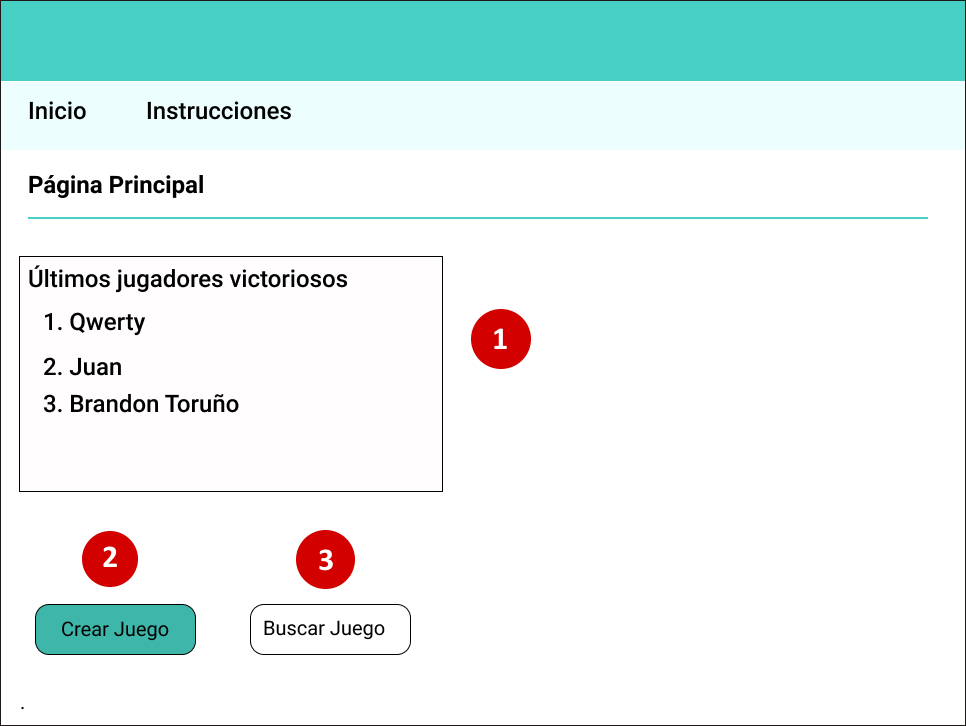 Inicio Instrucciones
Página Principal
Últimos jugadores victoriosos
1. Qwerty
1
2. Juan
3. Brandon Toruño
2 3
Crear Juego Buscar Juego
.